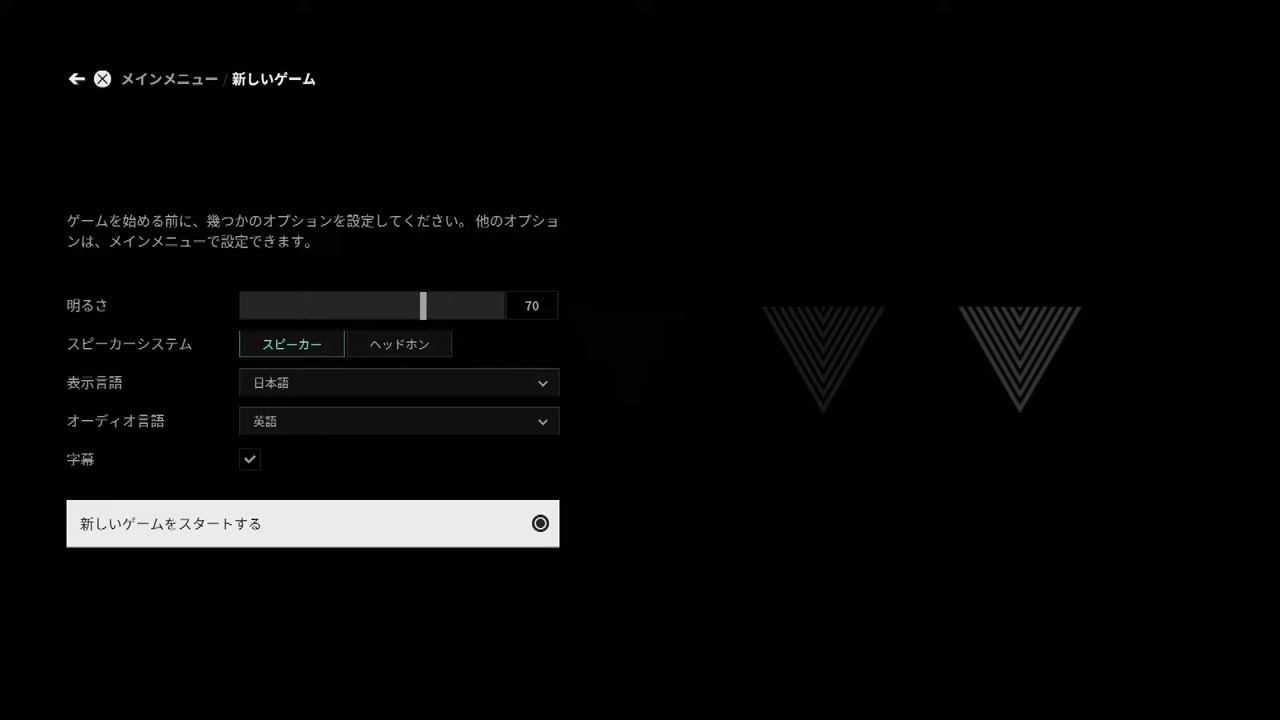 メインメニュー / 新しいゲーム
ゲームを始める前に、幾つかのオプションを設定してください。 他のオプショ
ンは、メインメニューで設定できます。
明るさ 70
スピーカーシステム スピーカー ヘッドホン
表示言語 日本語
オーディオ言語 英語
字幕
新しいゲームをスタートする